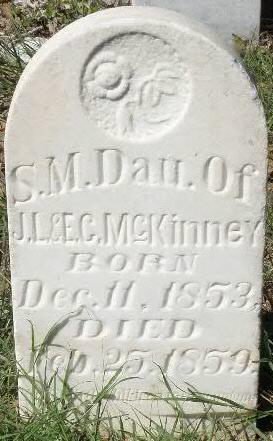 S.M. Dau. Of
J.L.&E.C. McKinney
BORN
Dec. 11, 1853,
DIED
Feb. 25, 1859.